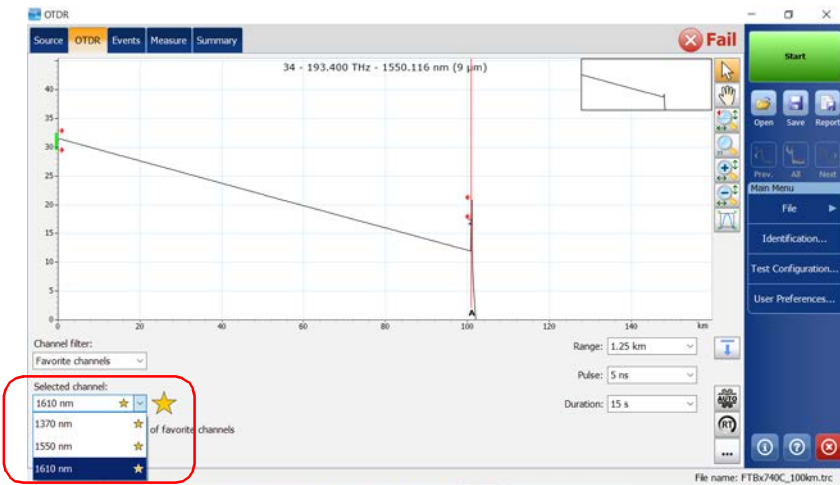 OTDR
Source OTDR Events Measure Summary
Fail
34 - 193.400 THz - 1550.116 nm (9 µm)
40
35
30
25
20
15
10
5
0
A
0 20 40 60 80 100 120 140 km
Channel filter:
Favorite channels
Selected channel:
1610 nm
of favorite channels
1370 nm
1550 nm
1610 nm
Range: 1.25 km
Pulse: 5 ns
Duration: 15 s
AUTO
RT
...
Start
Open Save Report
Prev. All Next
Main Menu
File
Identification...
Test Configuration...
User Preferences...
File name: FTBx740C_100km.trc